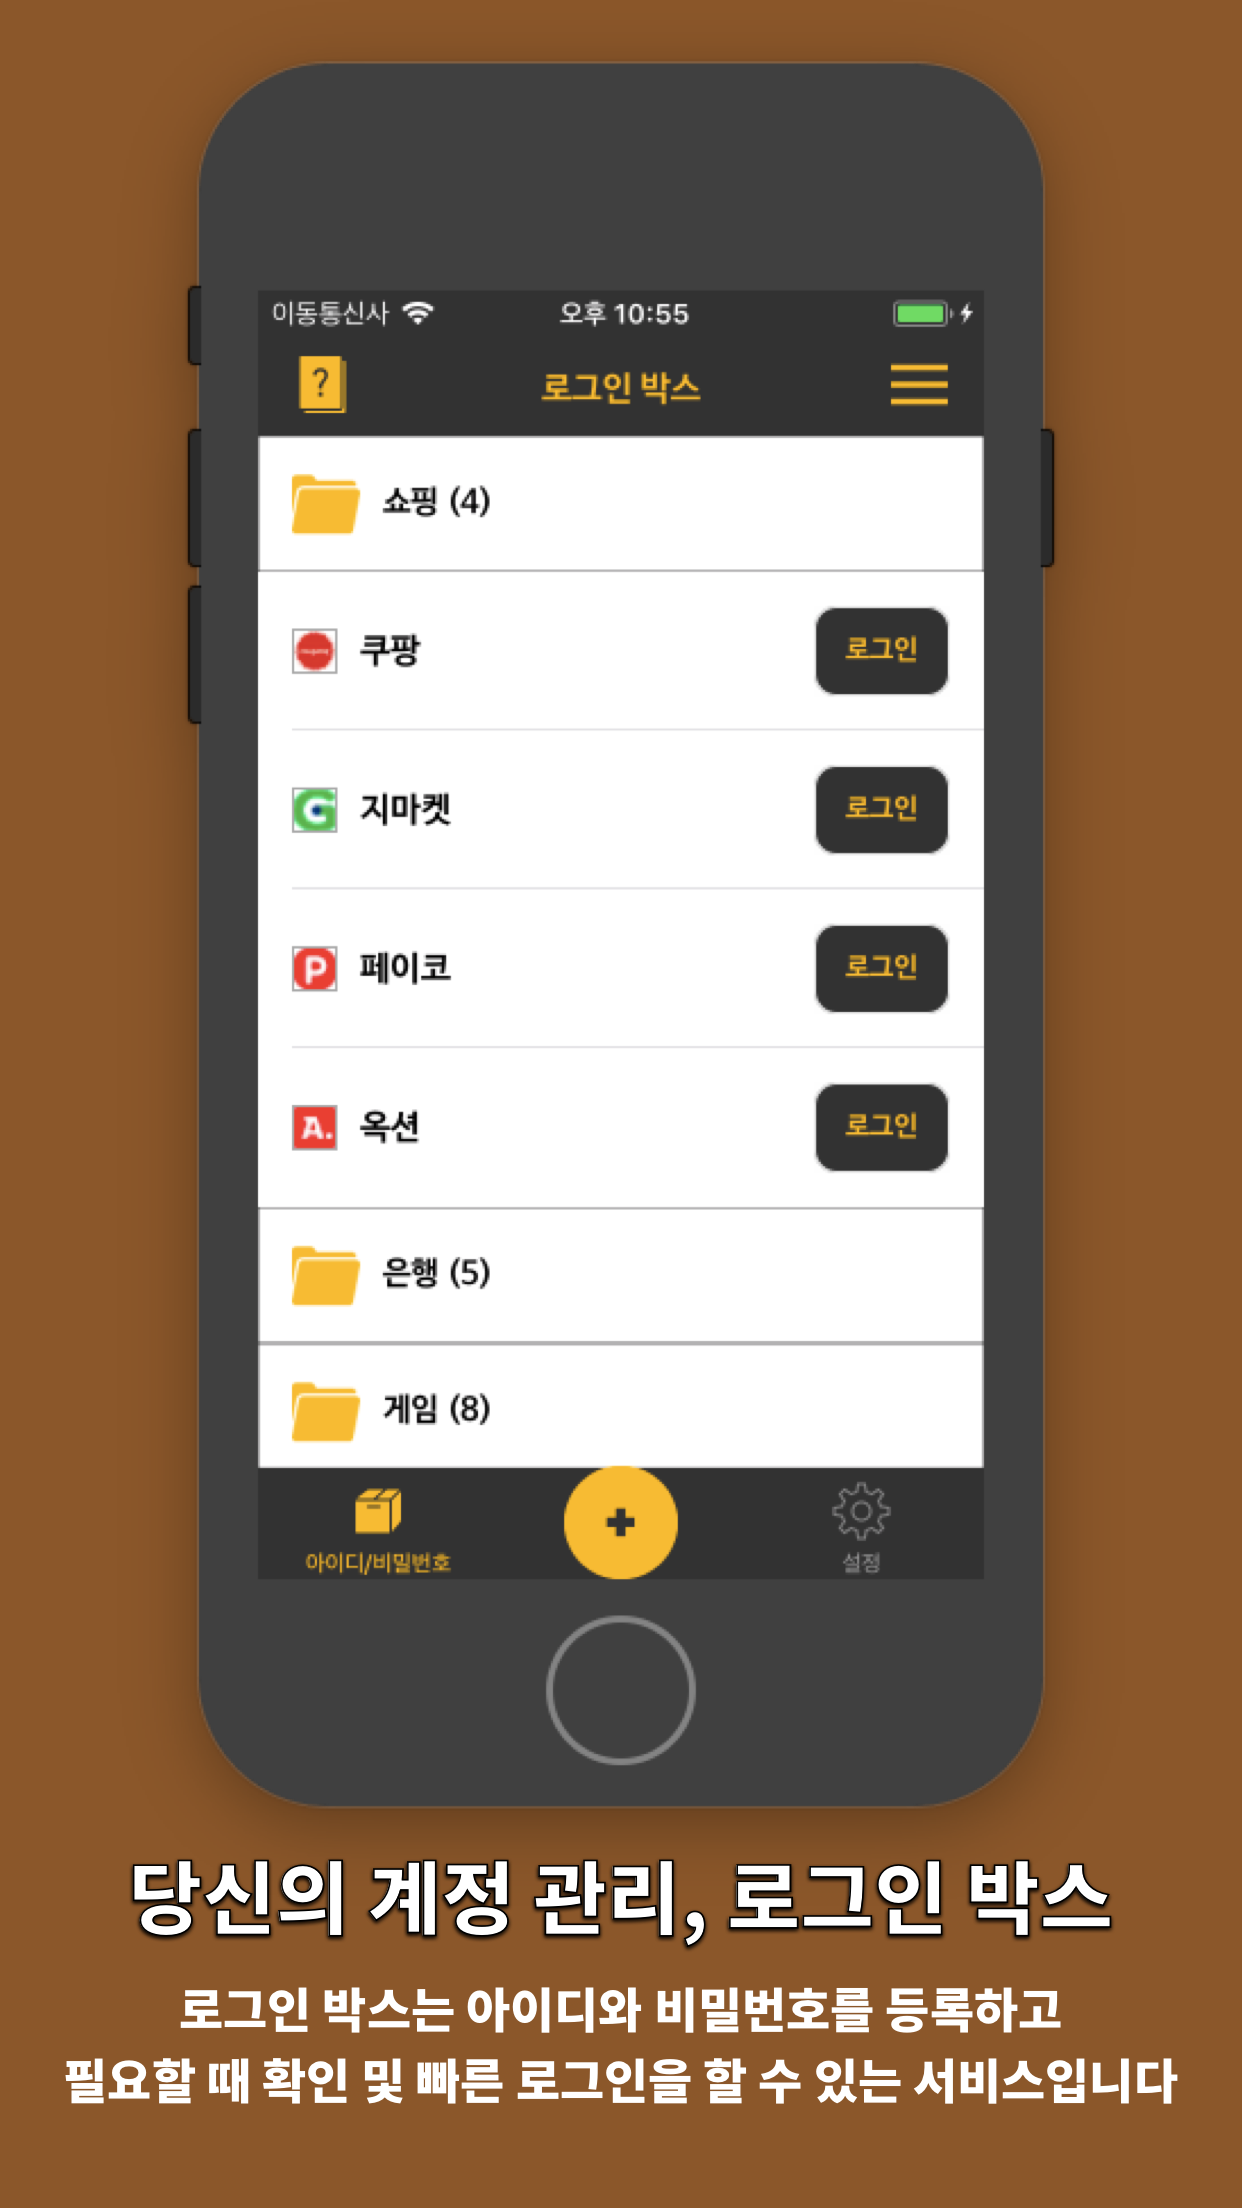 이동통신사 오후 10:55
? 로그인 박스
쇼핑 (4)
쿠팡 로그인
G 지마켓 로그인
P 페이코 로그인
A. 옥션 로그인
은행 (5)
게임 (8)
아이디/비밀번호 설정
당신의 계정 관리, 로그인 박스
로그인 박스는 아이디와 비밀번호를 등록하고
필요할 때 확인 및 빠른 로그인을 할 수 있는 서비스입니다